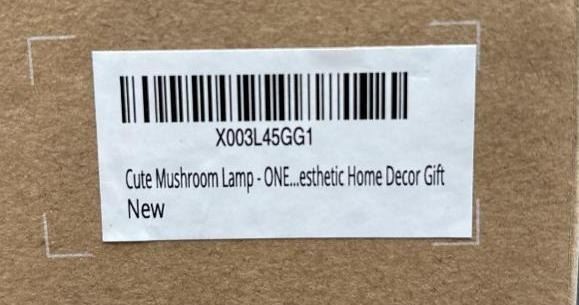 X003L45GG1
Cute Mushroom Lamp - ONE...esthetic Home Decor Gift
New